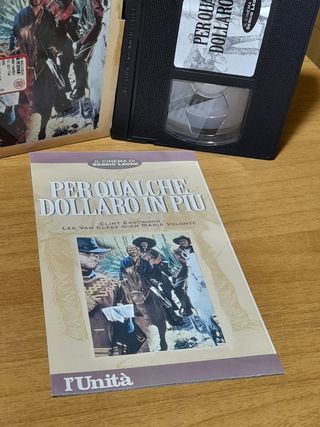 PER QUALCHE
DOLLARO
IL CINEMA DI
SERGIO LEONE
PER QUALCHE
DOLLARO IN PIÙ
CLINT EASTWOOD
LEE VAN CLEEF GIAN MARIA VOLONTÉ
l'Unità